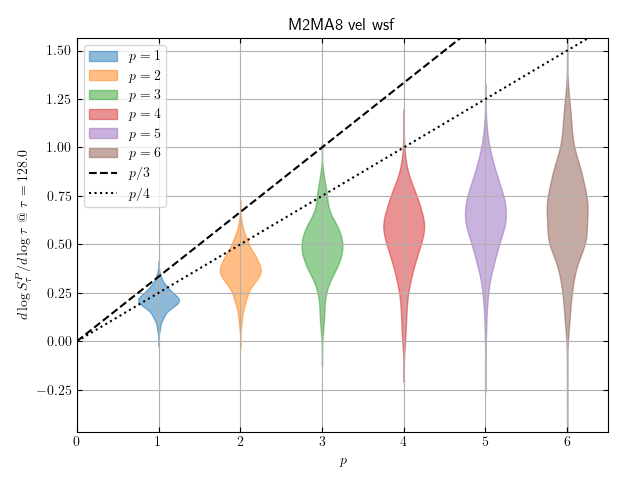 M2MA8 vel wsf
1.50
1.25
1.00
0.75
0.50
0.25
0.00
−0.25
d log S_τ^p / d log τ @ τ = 128.0
p = 1
p = 2
p = 3
p = 4
p = 5
p = 6
p/3
p/4
0 1 2 3 4 5 6
p